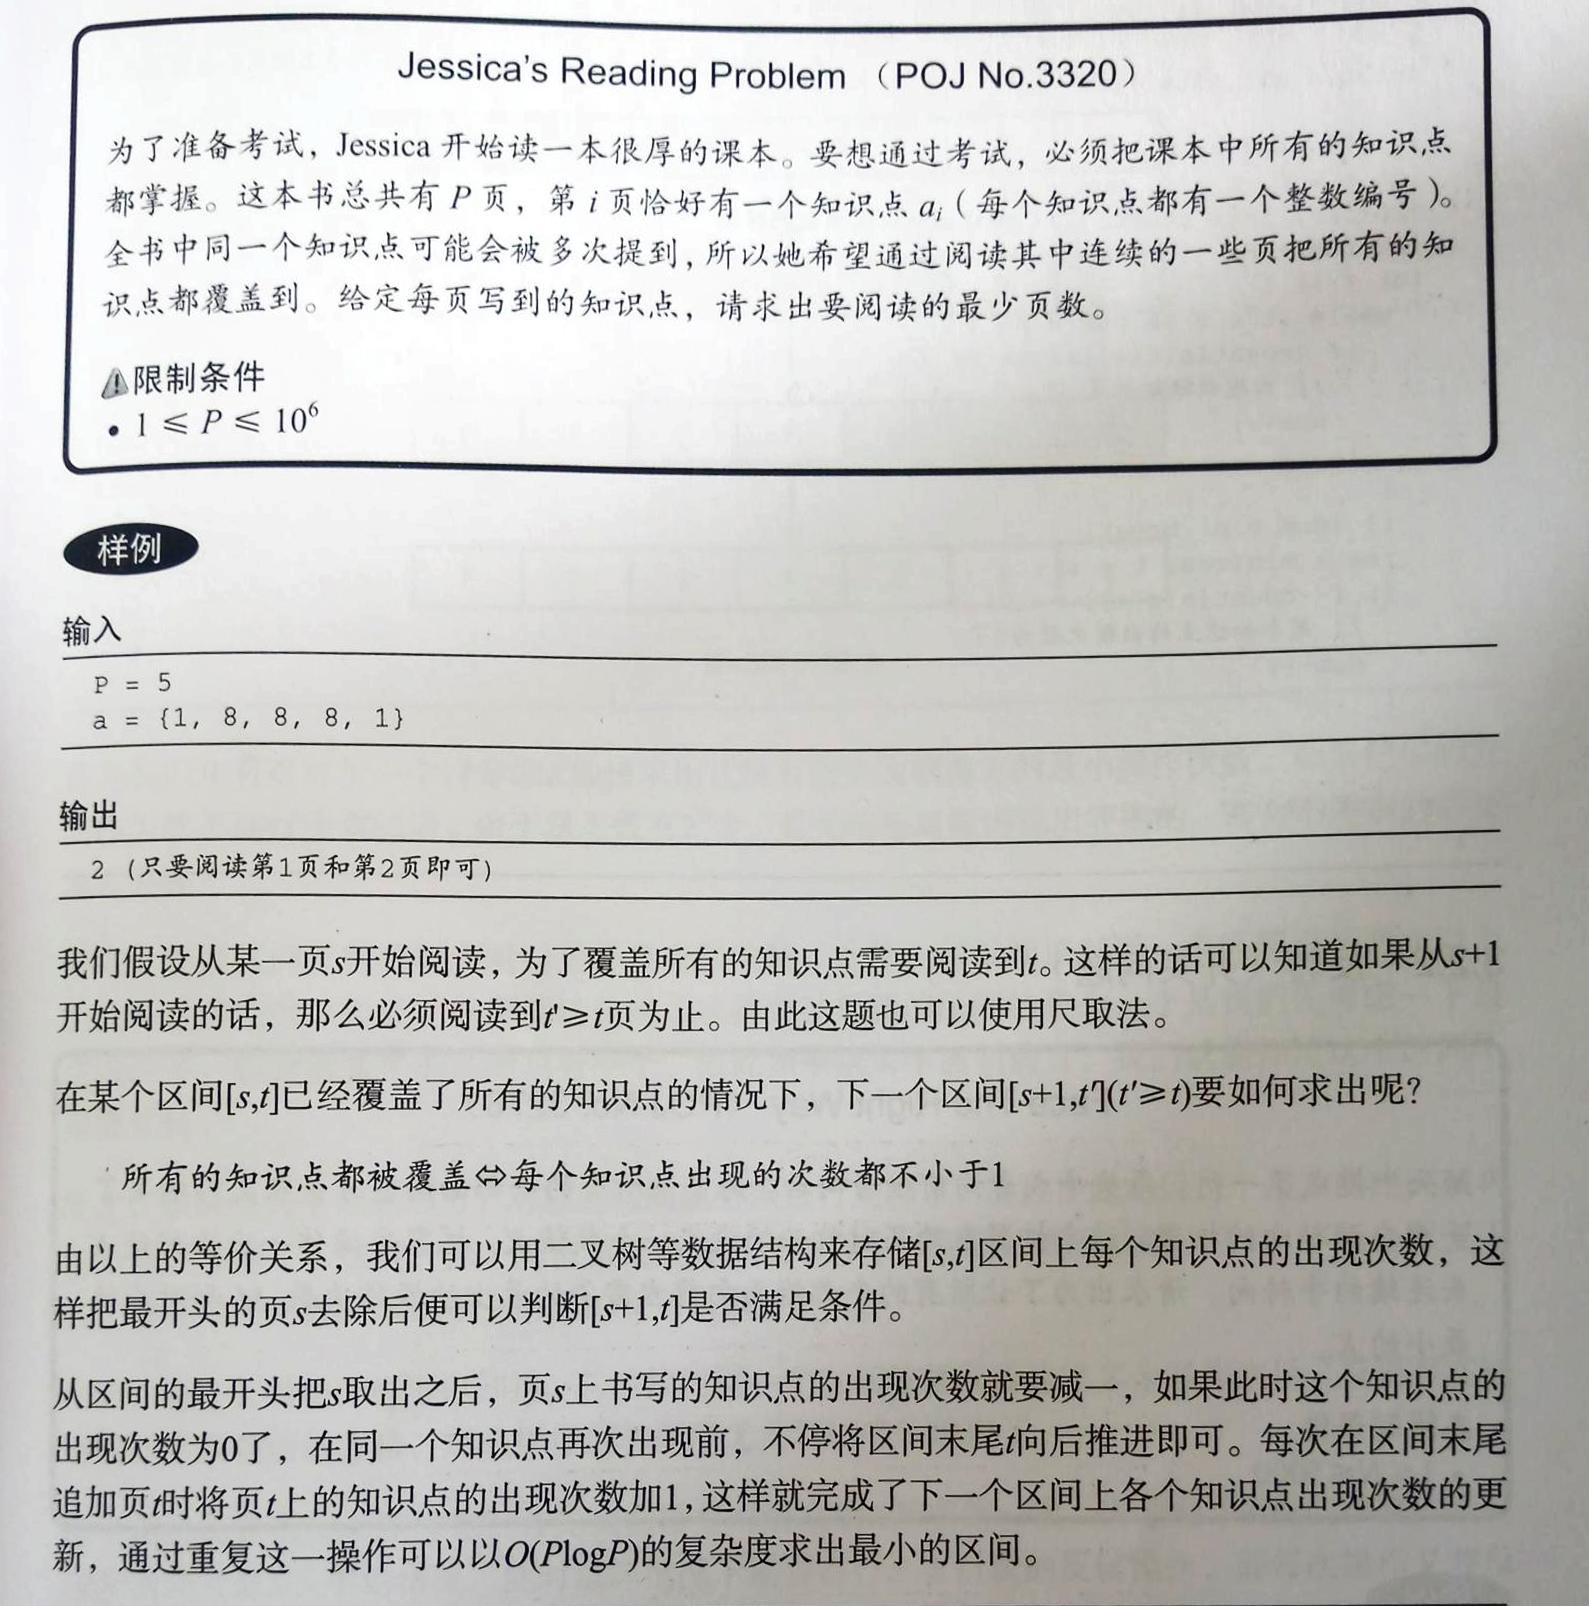 Jessica's Reading Problem （POJ No.3320）
为了准备考试，Jessica 开始读一本很厚的课本。要想通过考试，必须把课本中所有的知识点
都掌握。这本书总共有 P 页，第 i 页恰好有一个知识点 ai（每个知识点都有一个整数编号）。
全书中同一个知识点可能会被多次提到，所以她希望通过阅读其中连续的一些页把所有的知
识点都覆盖到。给定每页写到的知识点，请求出要阅读的最少页数。
限制条件
• 1 ≤ P ≤ 10⁶
样例
输入
P = 5
a = {1, 8, 8, 8, 1}
输出
2 (只要阅读第1页和第2页即可)
我们假设从某一页s开始阅读，为了覆盖所有的知识点需要阅读到t。这样的话可以知道如果从s+1
开始阅读的话，那么必须阅读到t'≥t页为止。由此这题也可以使用尺取法。
在某个区间[s,t]已经覆盖了所有的知识点的情况下，下一个区间[s+1,t'](t'≥t)要如何求出呢？
所有的知识点都被覆盖⇔每个知识点出现的次数都不小于1
由以上的等价关系，我们可以用二叉树等数据结构来存储[s,t]区间上每个知识点的出现次数，这
样把最开头的页s去除后便可以判断[s+1,t]是否满足条件。
从区间的最开头把s取出之后，页s上书写的知识点的出现次数就要减一，如果此时这个知识点的
出现次数为0了，在同一个知识点再次出现前，不停将区间末尾t向后推进即可。每次在区间末尾
追加页t时将页t上的知识点的出现次数加1，这样就完成了下一个区间上各个知识点出现次数的更
新，通过重复这一操作可以以O(PlogP)的复杂度求出最小的区间。